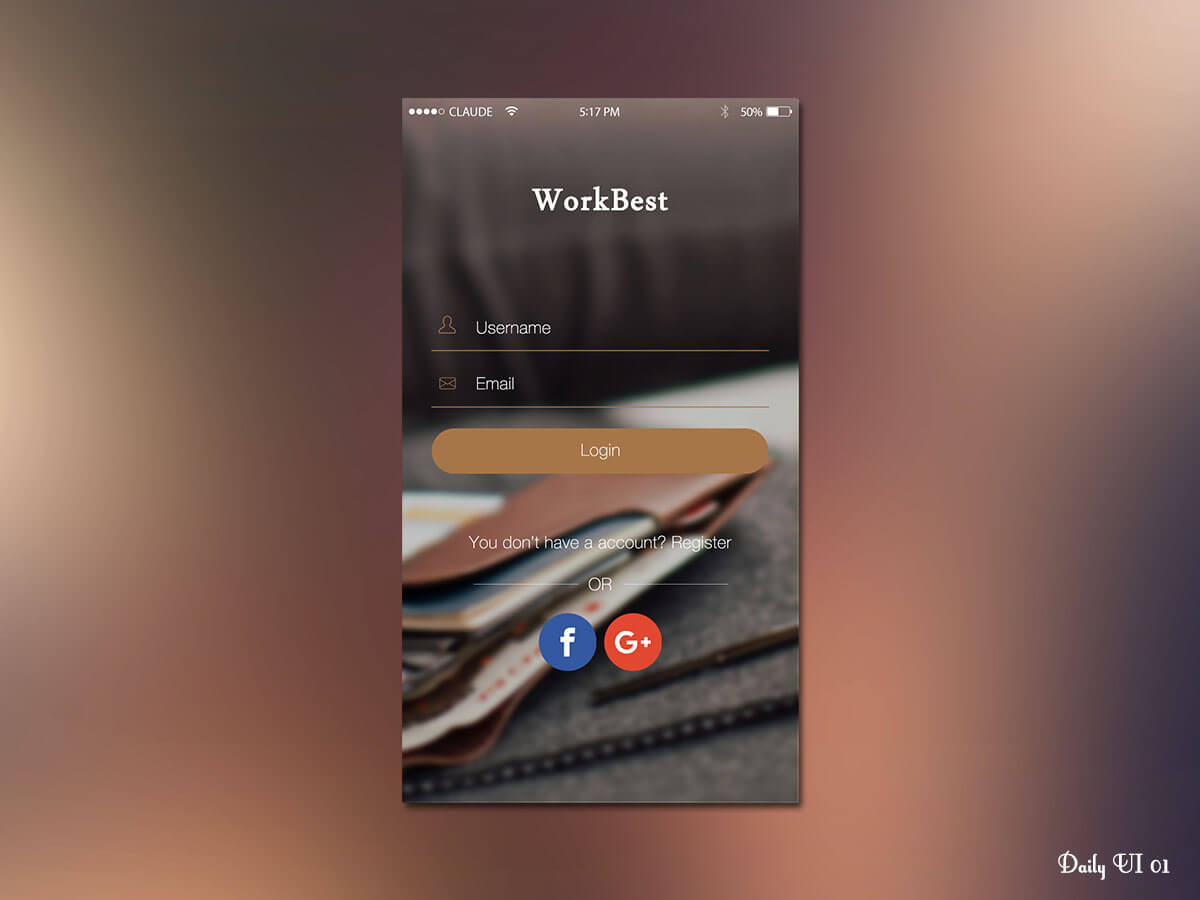 CLAUDE 5:17 PM 50%
WorkBest
Username
Email
Login
You don't have a account? Register
OR
f G+
Daily UI 01